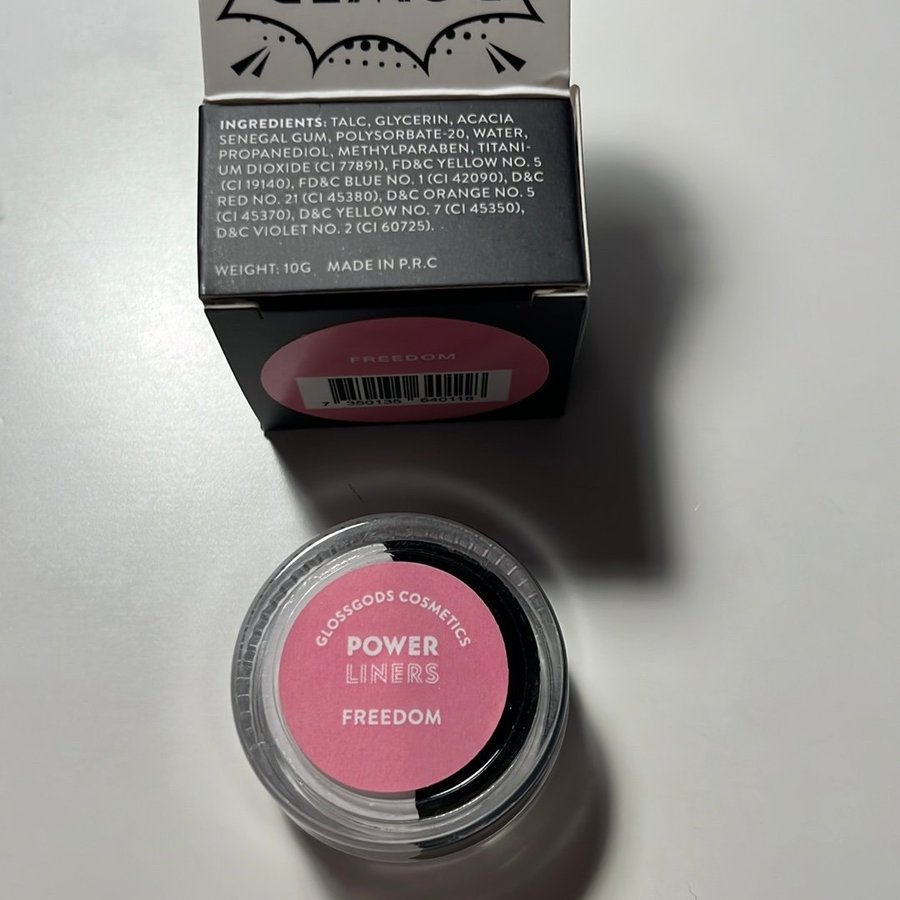 INGREDIENTS: TALC, GLYCERIN, ACACIA
SENEGAL GUM, POLYSORBATE-20, WATER,
PROPANEDIOL, METHYLPARABEN, TITANI-
UM DIOXIDE (CI 77891), FD&C YELLOW NO. 5
(CI 19140), FD&C BLUE NO. 1 (CI 42090), D&C
RED NO. 21 (CI 45380), D&C ORANGE NO. 5
(CI 45370), D&C YELLOW NO. 7 (CI 45350),
D&C VIOLET NO. 2 (CI 60725).
WEIGHT: 10G MADE IN P.R.C
FREEDOM
7 350135 640118
GLOSSGODS COSMETICS
POWER
LINERS
FREEDOM